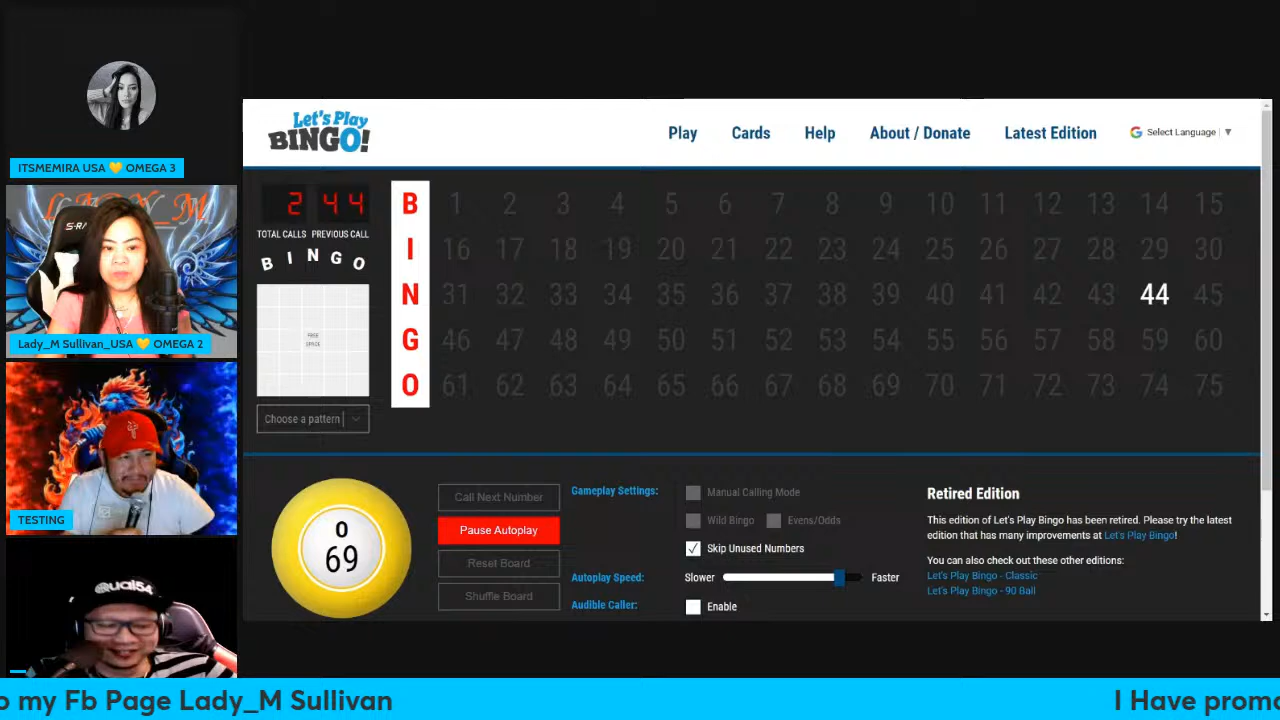 ITSMEMIRA USA 💛 OMEGA 3
LADY_M
S-RA
Lady_M Sullivan_USA 💛 OMEGA 2
TESTING
EQUAL54
Let's Play
BINGO!
Play Cards Help About / Donate Latest Edition Select Language ▼
2 44
TOTAL CALLS PREVIOUS CALL
B I N G O
FREE
SPACE
Choose a pattern
B 1 2 3 4 5 6 7 8 9 10 11 12 13 14 15
I 16 17 18 19 20 21 22 23 24 25 26 27 28 29 30
N 31 32 33 34 35 36 37 38 39 40 41 42 43 44 45
G 46 47 48 49 50 51 52 53 54 55 56 57 58 59 60
O 61 62 63 64 65 66 67 68 69 70 71 72 73 74 75
O
69
Call Next Number
Pause Autoplay
Reset Board
Shuffle Board
Gameplay Settings:
Manual Calling Mode
Wild Bingo Evens/Odds
Skip Unused Numbers
Autoplay Speed: Slower Faster
Audible Caller: Enable
Retired Edition
This edition of Let's Play Bingo has been retired. Please try the latest
edition that has many improvements at Let's Play Bingo!
You can also check out these other editions:
Let's Play Bingo - Classic
Let's Play Bingo - 90 Ball
o my Fb Page Lady_M Sullivan I Have promo